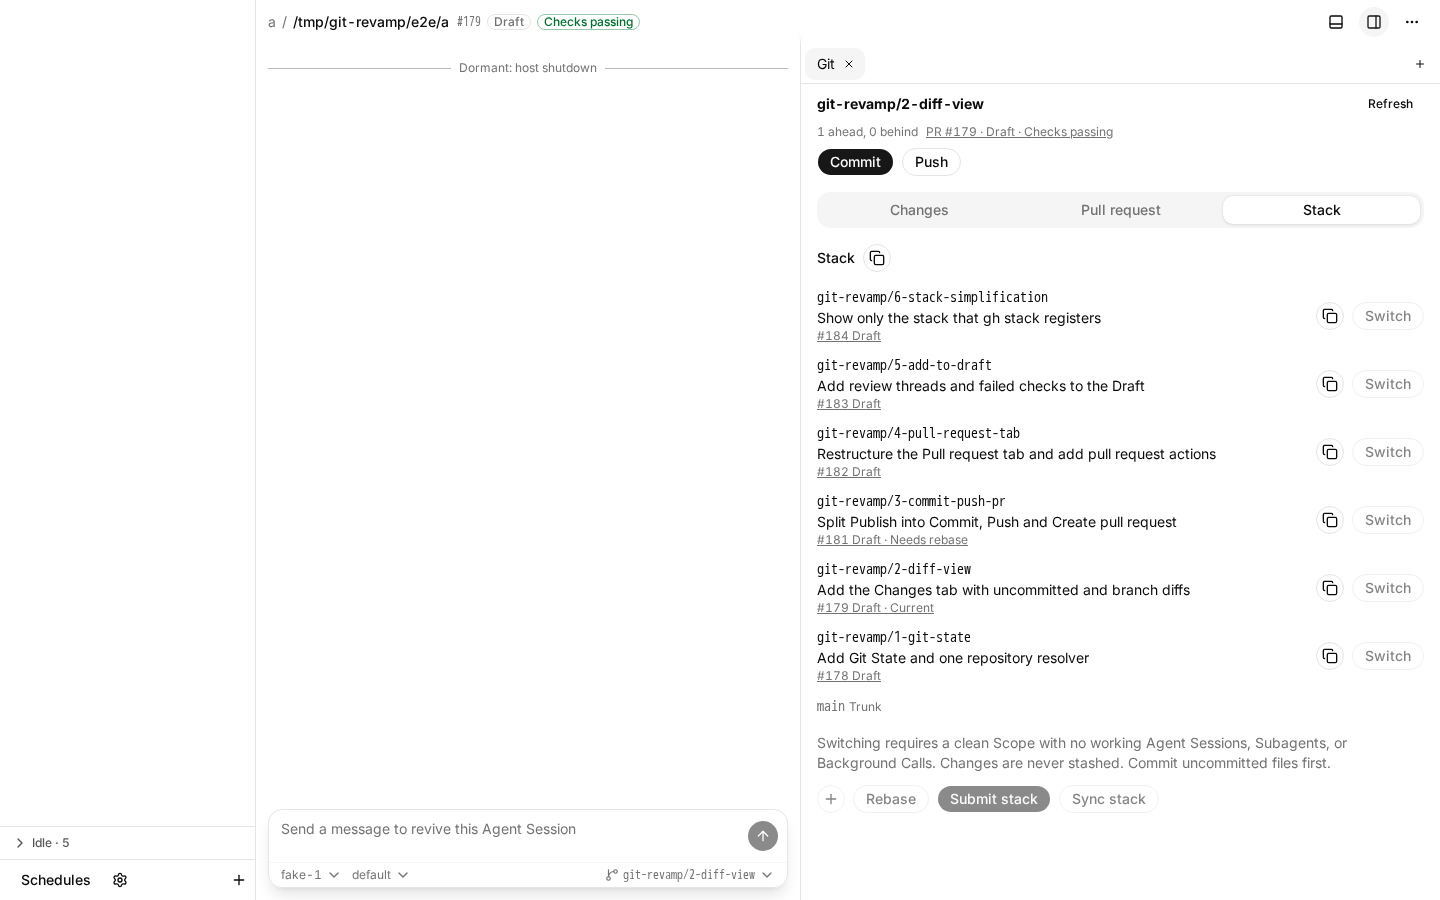 a / /tmp/git-revamp/e2e/a #179 Draft Checks passing
Dormant: host shutdown
Git
git-revamp/2-diff-view Refresh
1 ahead, 0 behind PR #179 · Draft · Checks passing
Commit Push
Changes Pull request Stack
Stack
git-revamp/6-stack-simplification
Show only the stack that gh stack registers
#184 Draft
Switch
git-revamp/5-add-to-draft
Add review threads and failed checks to the Draft
#183 Draft
Switch
git-revamp/4-pull-request-tab
Restructure the Pull request tab and add pull request actions
#182 Draft
Switch
git-revamp/3-commit-push-pr
Split Publish into Commit, Push and Create pull request
#181 Draft · Needs rebase
Switch
git-revamp/2-diff-view
Add the Changes tab with uncommitted and branch diffs
#179 Draft · Current
Switch
git-revamp/1-git-state
Add Git State and one repository resolver
#178 Draft
Switch
main Trunk
Switching requires a clean Scope with no working Agent Sessions, Subagents, or
Background Calls. Changes are never stashed. Commit uncommitted files first.
Rebase Submit stack Sync stack
Send a message to revive this Agent Session
fake-1 default git-revamp/2-diff-view
Idle · 5
Schedules